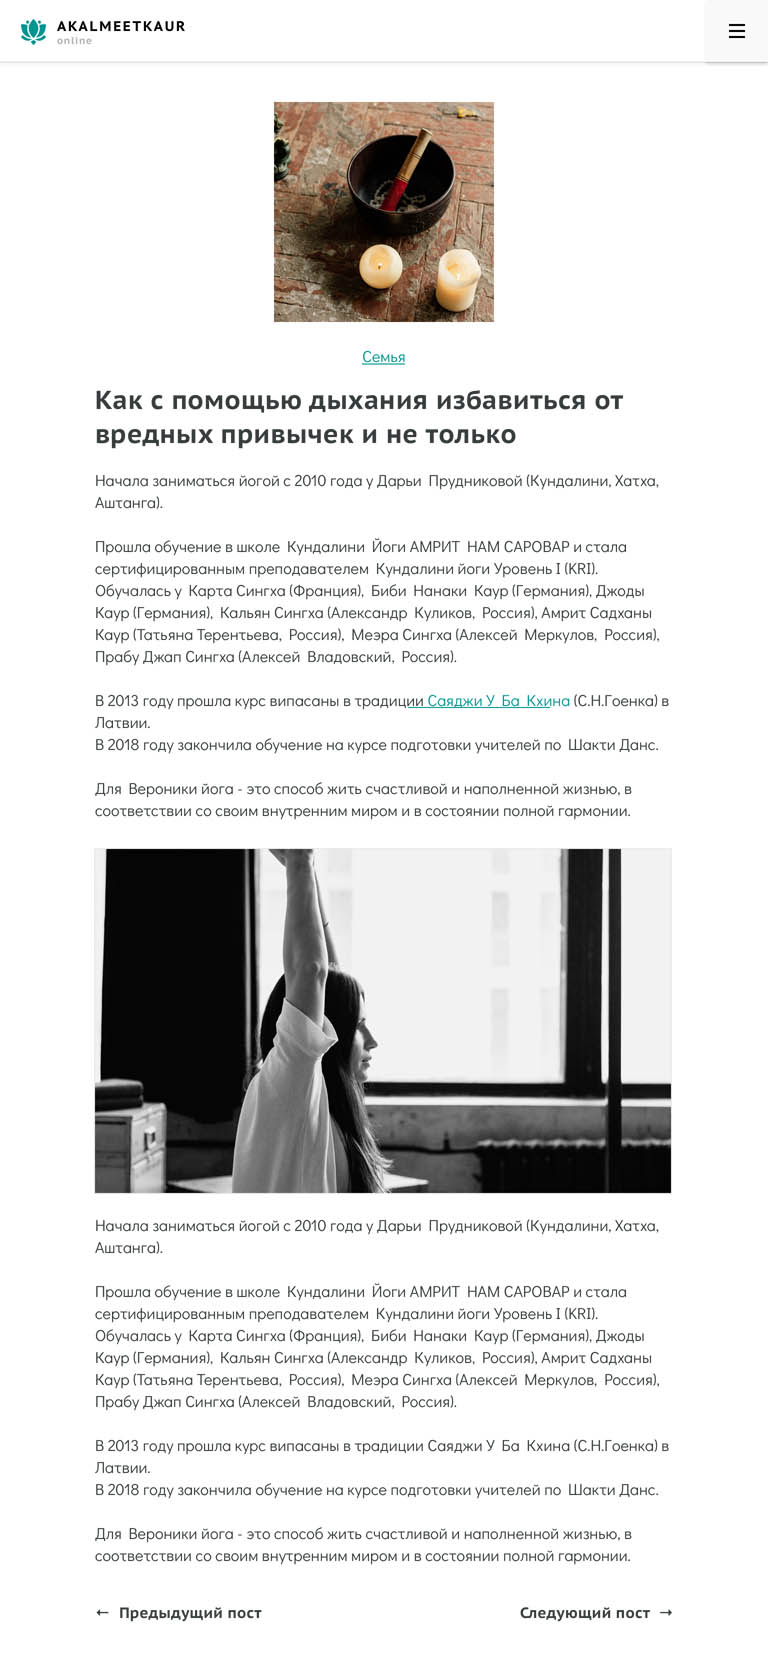 AKALMEETKAUR
online
Семья
Как с помощью дыхания избавиться от
вредных привычек и не только
Начала заниматься йогой с 2010 года у Дарьи Прудниковой (Кундалини, Хатха,
Аштанга).
Прошла обучение в школе Кундалини Йоги АМРИТ НАМ САРОВАР и стала
сертифицированным преподавателем Кундалини йоги Уровень I (KRI).
Обучалась у Карта Сингха (Франция), Биби Нанаки Каур (Германия), Джоды
Каур (Германия), Кальян Сингха (Александр Куликов, Россия), Амрит Садханы
Каур (Татьяна Терентьева, Россия), Меэра Сингха (Алексей Меркулов, Россия),
Прабу Джап Сингха (Алексей Владовский, Россия).
В 2013 году прошла курс випасаны в традиции Саяджи У Ба Кхина (С.Н.Гоенка) в
Латвии.
В 2018 году закончила обучение на курсе подготовки учителей по Шакти Данс.
Для Вероники йога - это способ жить счастливой и наполненной жизнью, в
соответствии со своим внутренним миром и в состоянии полной гармонии.
Начала заниматься йогой с 2010 года у Дарьи Прудниковой (Кундалини, Хатха,
Аштанга).
Прошла обучение в школе Кундалини Йоги АМРИТ НАМ САРОВАР и стала
сертифицированным преподавателем Кундалини йоги Уровень I (KRI).
Обучалась у Карта Сингха (Франция), Биби Нанаки Каур (Германия), Джоды
Каур (Германия), Кальян Сингха (Александр Куликов, Россия), Амрит Садханы
Каур (Татьяна Терентьева, Россия), Меэра Сингха (Алексей Меркулов, Россия),
Прабу Джап Сингха (Алексей Владовский, Россия).
В 2013 году прошла курс випасаны в традиции Саяджи У Ба Кхина (С.Н.Гоенка) в
Латвии.
В 2018 году закончила обучение на курсе подготовки учителей по Шакти Данс.
Для Вероники йога - это способ жить счастливой и наполненной жизнью, в
соответствии со своим внутренним миром и в состоянии полной гармонии.
← Предыдущий пост
Следующий пост →